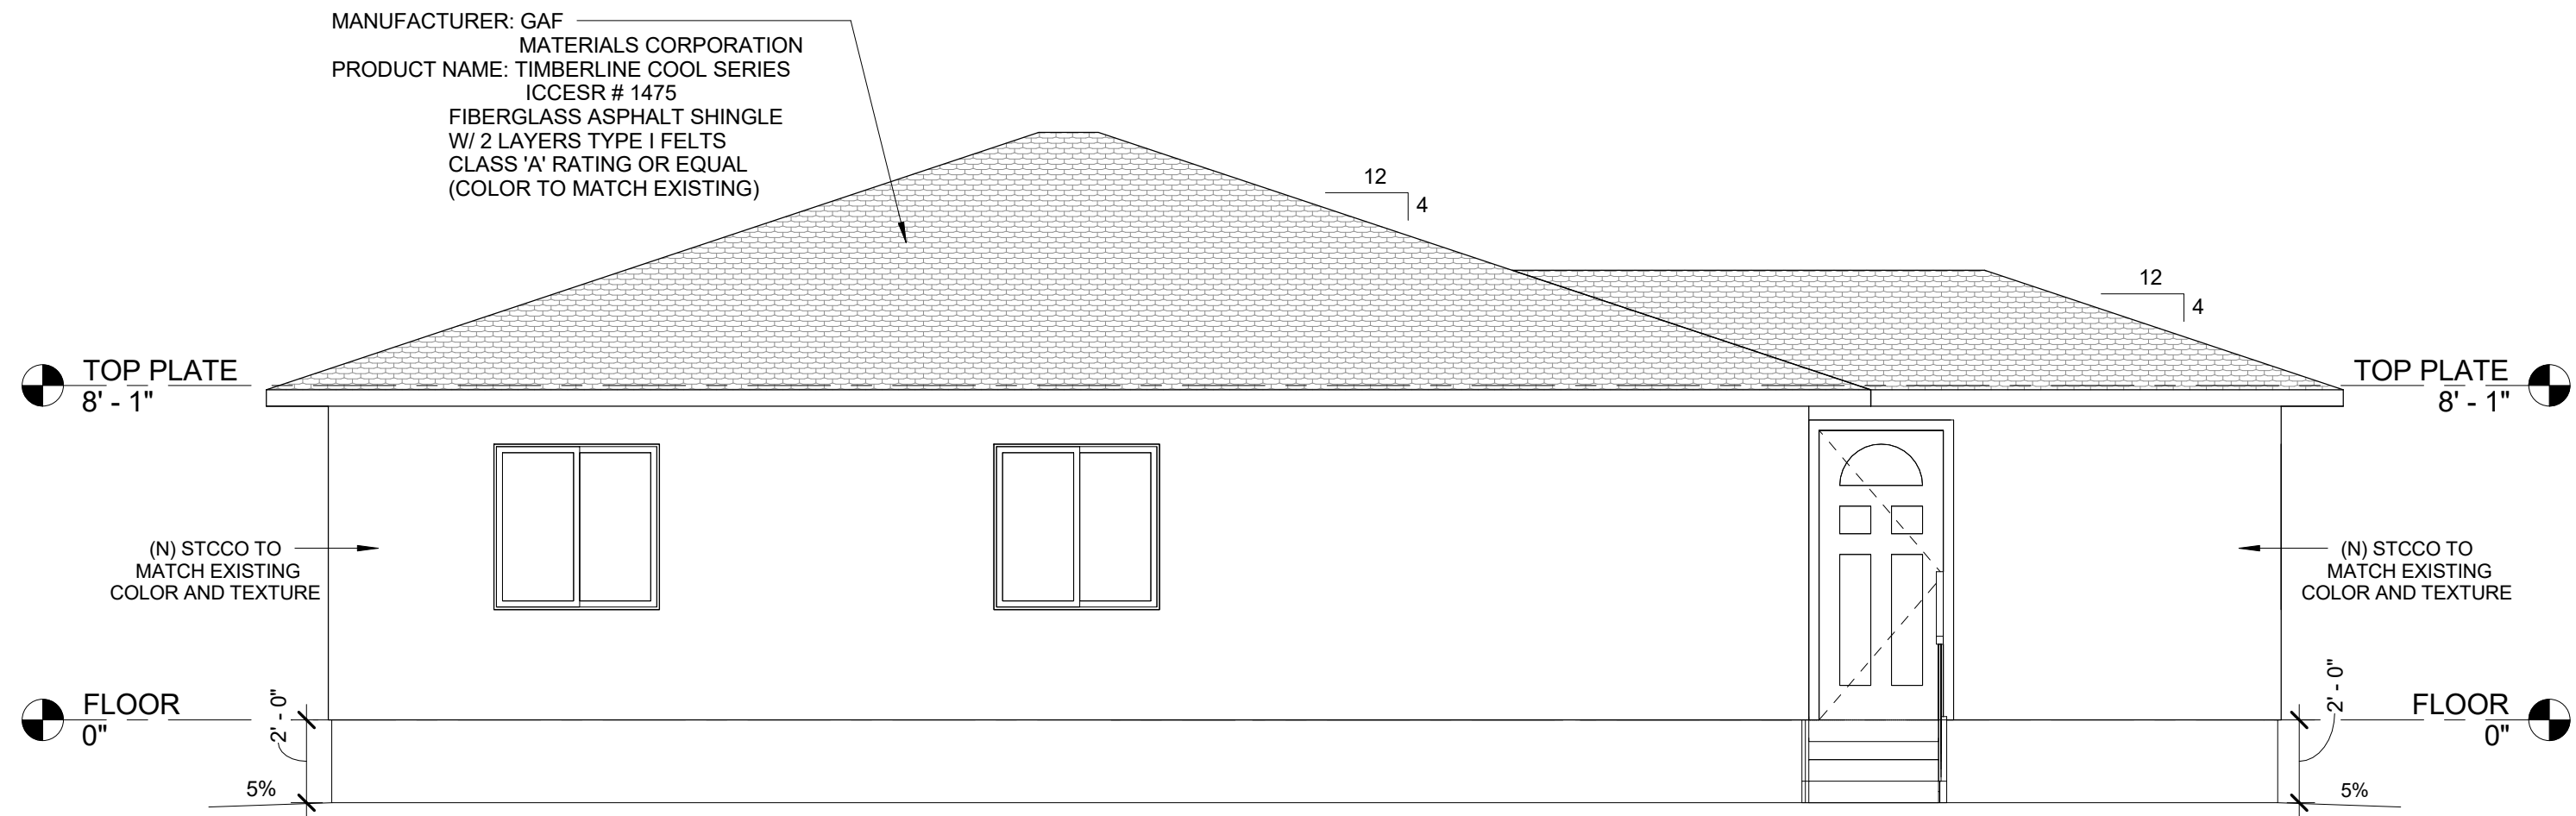 MANUFACTURER: GAF
MATERIALS CORPORATION
PRODUCT NAME: TIMBERLINE COOL SERIES
ICCESR # 1475
FIBERGLASS ASPHALT SHINGLE
W/ 2 LAYERS TYPE I FELTS
CLASS 'A' RATING OR EQUAL
(COLOR TO MATCH EXISTING)
12
4
12
4
TOP PLATE
8' - 1"
TOP PLATE
8' - 1"
(N) STCCO TO
MATCH EXISTING
COLOR AND TEXTURE
(N) STCCO TO
MATCH EXISTING
COLOR AND TEXTURE
FLOOR
0"
2' - 0"
5%
2' - 0"
FLOOR
0"
5%